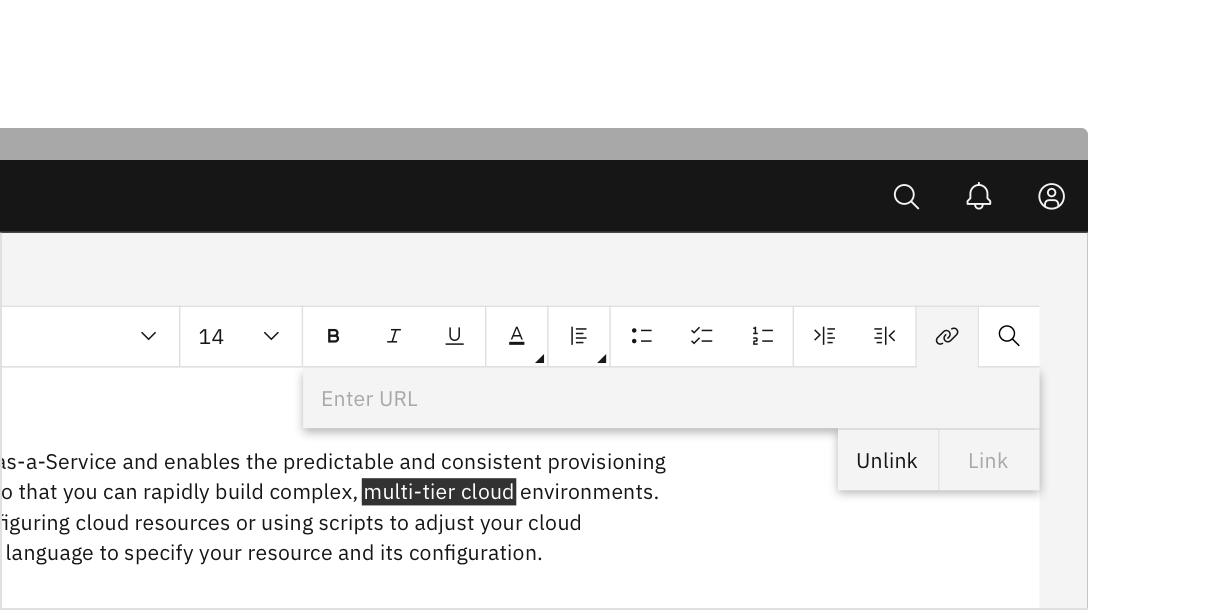 14 B I U A
Enter URL
Unlink Link
as-a-Service and enables the predictable and consistent provisioning
o that you can rapidly build complex, multi-tier cloud environments.
figuring cloud resources or using scripts to adjust your cloud
language to specify your resource and its configuration.